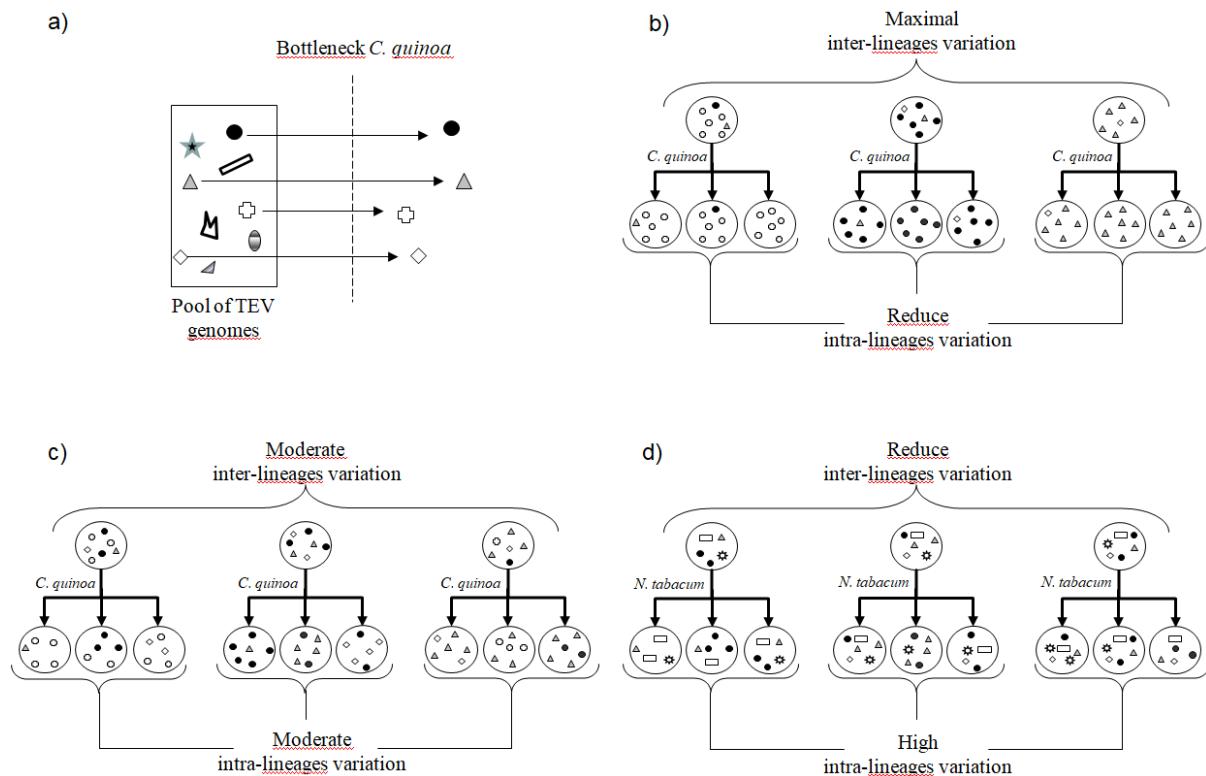 a)
Bottleneck C. quinoa
Pool of TEV
genomes
b)
Maximal
inter-lineages variation
C. quinoa
C. quinoa
C. quinoa
Reduce
intra-lineages variation
c)
Moderate
inter-lineages variation
C. quinoa
C. quinoa
C. quinoa
Moderate
intra-lineages variation
d)
Reduce
inter-lineages variation
N. tabacum
N. tabacum
N. tabacum
High
intra-lineages variation